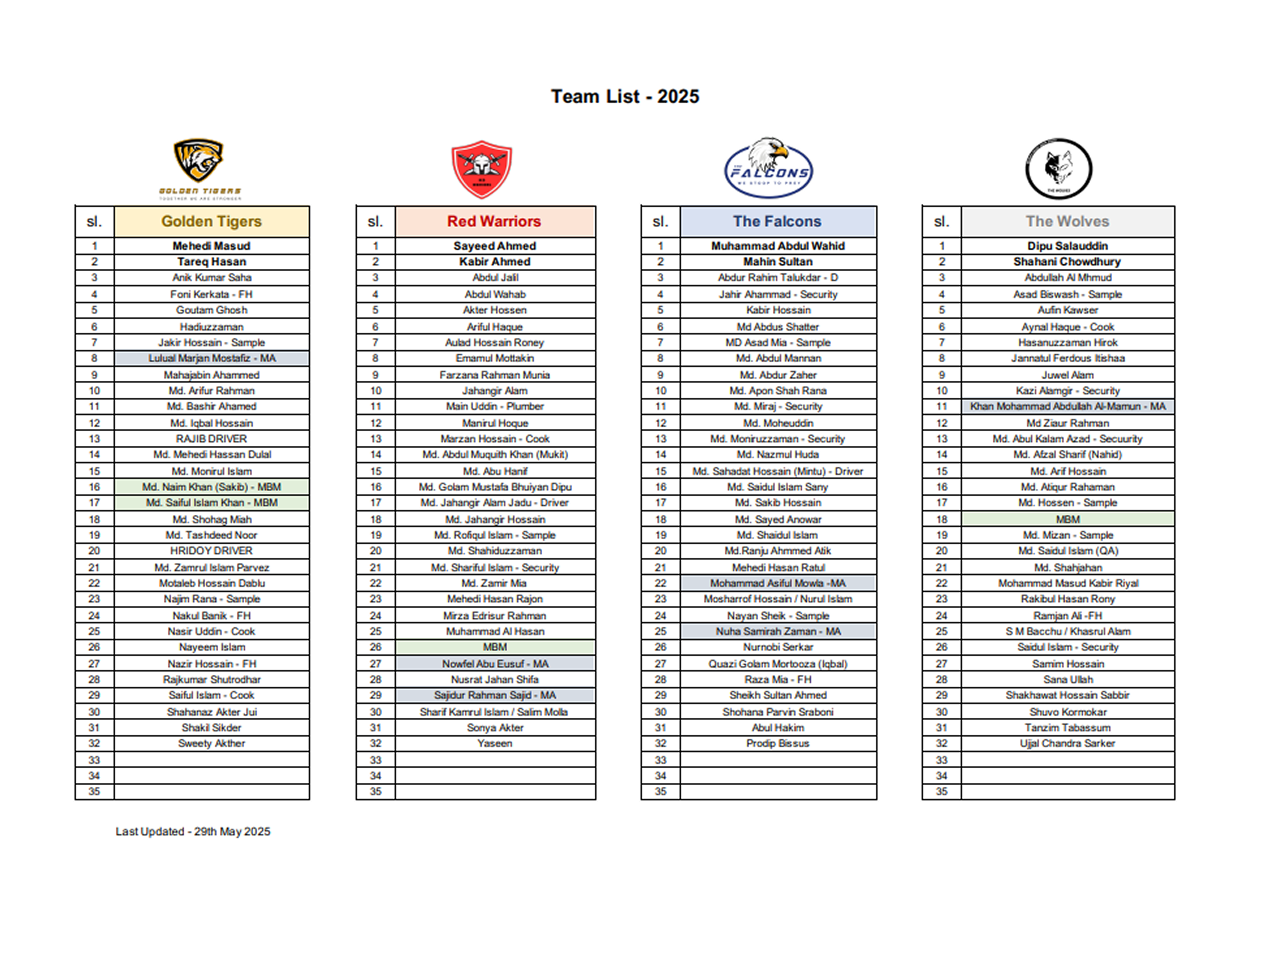 Team List - 2025
GOLDEN TIGERS
TOGETHER WE ARE STRONGER
FALCONS
WE STOOP TO PREY
THE WOLVES
sl. Golden Tigers
1 Mehedi Masud
2 Tareq Hasan
3 Anik Kumar Saha
4 Foni Kerkata - FH
5 Goutam Ghosh
6 Hadiuzzaman
7 Jakir Hossain - Sample
8 Lulual Marjan Mostafiz - MA
9 Mahajabin Ahammed
10 Md. Arifur Rahman
11 Md. Bashir Ahamed
12 Md. Iqbal Hossain
13 RAJIB DRIVER
14 Md. Mehedi Hassan Dulal
15 Md. Monirul Islam
16 Md. Naim Khan (Sakib) - MBM
17 Md. Saiful Islam Khan - MBM
18 Md. Shohag Miah
19 Md. Tashdeed Noor
20 HRIDOY DRIVER
21 Md. Zamrul Islam Parvez
22 Motaleb Hossain Dablu
23 Najim Rana - Sample
24 Nakul Banik - FH
25 Nasir Uddin - Cook
26 Nayeem Islam
27 Nazir Hossain - FH
28 Rajkumar Shutrodhar
29 Saiful Islam - Cook
30 Shahanaz Akter Jui
31 Shakil Sikder
32 Sweety Akther
33
34
35
sl. Red Warriors
1 Sayeed Ahmed
2 Kabir Ahmed
3 Abdul Jalil
4 Abdul Wahab
5 Akter Hossen
6 Ariful Haque
7 Aulad Hossain Roney
8 Emamul Mottakin
9 Farzana Rahman Munia
10 Jahangir Alam
11 Main Uddin - Plumber
12 Manirul Hoque
13 Marzan Hossain - Cook
14 Md. Abdul Muquith Khan (Mukit)
15 Md. Abu Hanif
16 Md. Golam Mustafa Bhuiyan Dipu
17 Md. Jahangir Alam Jadu - Driver
18 Md. Jahangir Hossain
19 Md. Rofiqul Islam - Sample
20 Md. Shahiduzzaman
21 Md. Shariful Islam - Security
22 Md. Zamir Mia
23 Mehedi Hasan Rajon
24 Mirza Edrisur Rahman
25 Muhammad Al Hasan
26 MBM
27 Nowfel Abu Eusuf - MA
28 Nusrat Jahan Shifa
29 Sajidur Rahman Sajid - MA
30 Sharif Kamrul Islam / Salim Molla
31 Sonya Akter
32 Yaseen
33
34
35
sl. The Falcons
1 Muhammad Abdul Wahid
2 Mahin Sultan
3 Abdur Rahim Talukdar - D
4 Jahir Ahammad - Security
5 Kabir Hossain
6 Md Abdus Shatter
7 MD Asad Mia - Sample
8 Md. Abdul Mannan
9 Md. Abdur Zaher
10 Md. Apon Shah Rana
11 Md. Miraj - Security
12 Md. Moheuddin
13 Md. Moniruzzaman - Security
14 Md. Nazmul Huda
15 Md. Sahadat Hossain (Mintu) - Driver
16 Md. Saidul Islam Sany
17 Md. Sakib Hossain
18 Md. Sayed Anowar
19 Md. Shaidul Islam
20 Md.Ranju Ahmmed Atik
21 Mehedi Hasan Ratul
22 Mohammad Asiful Mowla -MA
23 Mosharrof Hossain / Nurul Islam
24 Nayan Sheik - Sample
25 Nuha Samirah Zaman - MA
26 Nurnobi Serkar
27 Quazi Golam Mortooza (Iqbal)
28 Raza Mia - FH
29 Sheikh Sultan Ahmed
30 Shohana Parvin Sraboni
31 Abul Hakim
32 Prodip Bissus
33
34
35
sl. The Wolves
1 Dipu Salauddin
2 Shahani Chowdhury
3 Abdullah Al Mhmud
4 Asad Biswash - Sample
5 Aufin Kawser
6 Aynal Haque - Cook
7 Hasanuzzaman Hirok
8 Jannatul Ferdous Itishaa
9 Juwel Alam
10 Kazi Alamgir - Security
11 Khan Mohammad Abdullah Al-Mamun - MA
12 Md Ziaur Rahman
13 Md. Abul Kalam Azad - Secuurity
14 Md. Afzal Sharif (Nahid)
15 Md. Arif Hossain
16 Md. Atiqur Rahaman
17 Md. Hossen - Sample
18 MBM
19 Md. Mizan - Sample
20 Md. Saidul Islam (QA)
21 Md. Shahjahan
22 Mohammad Masud Kabir Riyal
23 Rakibul Hasan Rony
24 Ramjan Ali -FH
25 S M Bacchu / Khasrul Alam
26 Saidul Islam - Security
27 Samim Hossain
28 Sana Ullah
29 Shakhawat Hossain Sabbir
30 Shuvo Kormokar
31 Tanzim Tabassum
32 Ujjal Chandra Sarker
33
34
35
Last Updated - 29th May 2025